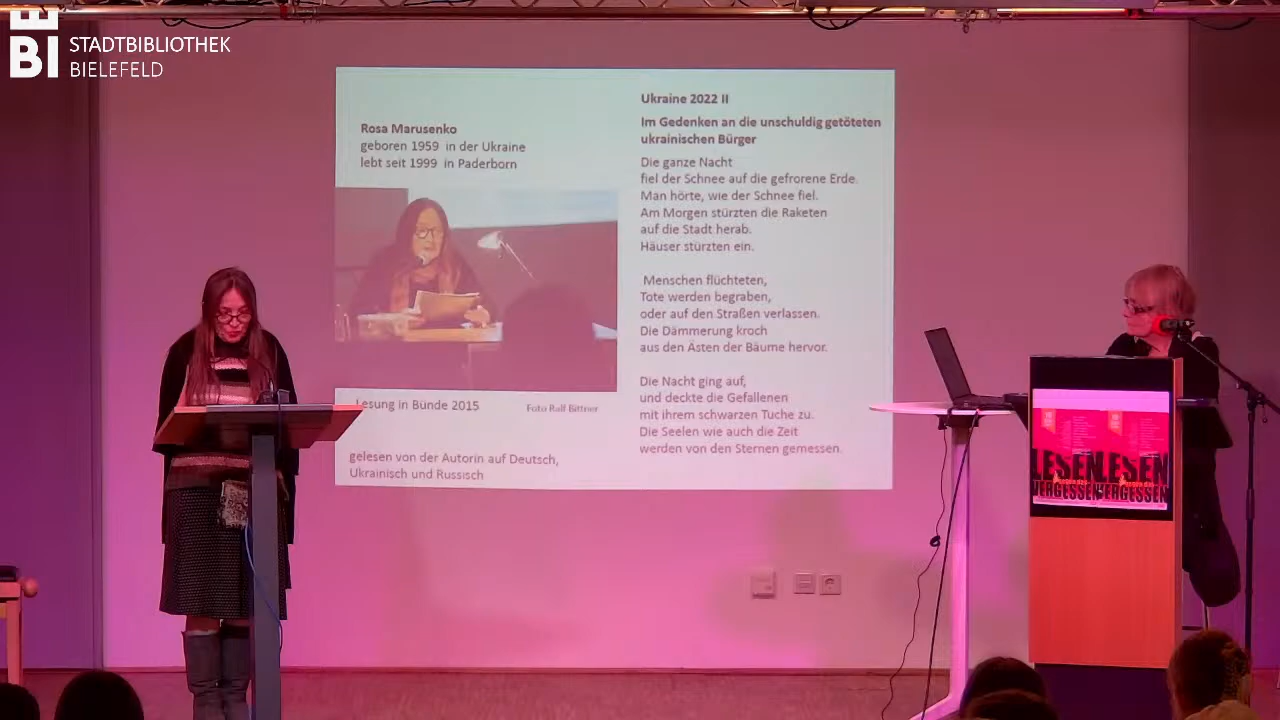 BI STADTBIBLIOTHEK
BIELEFELD
Rosa Marusenko
geboren 1959 in der Ukraine
lebt seit 1999 in Paderborn
Lesung in Bünde 2015
Foto Ralf Bittner
gelesen von der Autorin auf Deutsch,
Ukrainisch und Russisch
Ukraine 2022 II
Im Gedenken an die unschuldig getöteten
ukrainischen Bürger
Die ganze Nacht
fiel der Schnee auf die gefrorene Erde.
Man hörte, wie der Schnee fiel.
Am Morgen stürzten die Raketen
auf die Stadt herab.
Häuser stürzten ein.
Menschen flüchteten,
Tote werden begraben,
oder auf den Straßen verlassen.
Die Dämmerung kroch
aus den Ästen der Bäume hervor.
Die Nacht ging auf,
und deckte die Gefallenen
mit ihrem schwarzen Tuche zu.
Die Seelen wie auch die Zeit
werden von den Sternen gemessen.
LESEN LESEN
VERGESSEN VERGESSEN